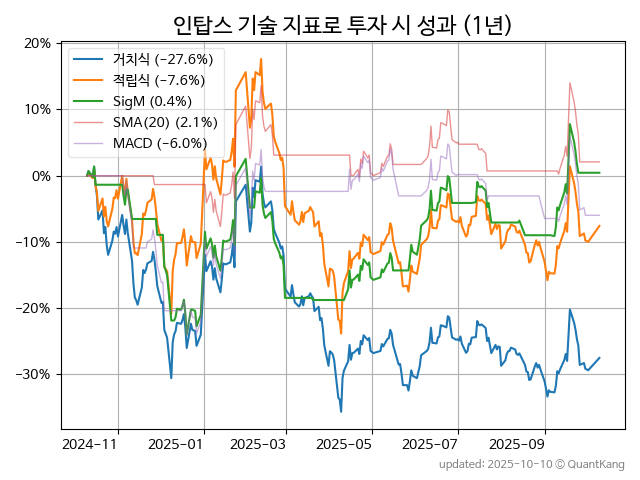 인탑스 기술 지표로 투자 시 성과 (1년)
20%
10%
0%
−10%
−20%
−30%
거치식 (−27.6%)
적립식 (−7.6%)
SigM (0.4%)
SMA(20) (2.1%)
MACD (−6.0%)
2024−11
2025−01
2025−03
2025−05
2025−07
2025−09
updated: 2025-10-10 ⓒ QuantKang